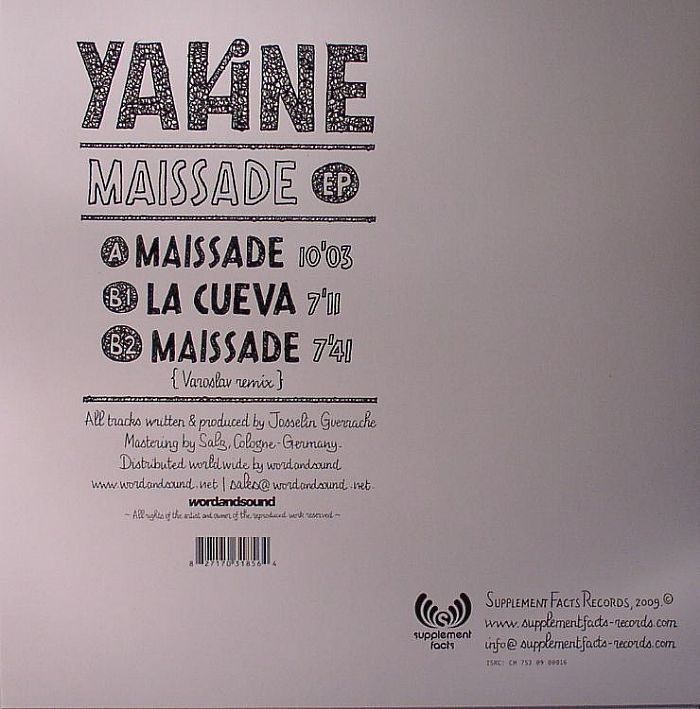 YAKINE
MAISSADE EP
A MAISSADE 10'03
B1 LA CUEVA 7'11
B2 MAISSADE 7'41
{ Varoslav remix }
All tracks written & produced by Josselin Guerrache
Mastering by Salz, Cologne-Germany.
Distributed world wide by wordandsound
www.wordandsound.net | sales@wordandsound.net.
wordandsound
~ All rights of the artist and owner of the reproduced work reserved ~
8 27170 31856 4
supplement
facts
SUPPLEMENT FACTS RECORDS, 2009.©
www.supplementfacts-records.com
info@supplementfacts-records.com
ISRC: CH 752 09 00016